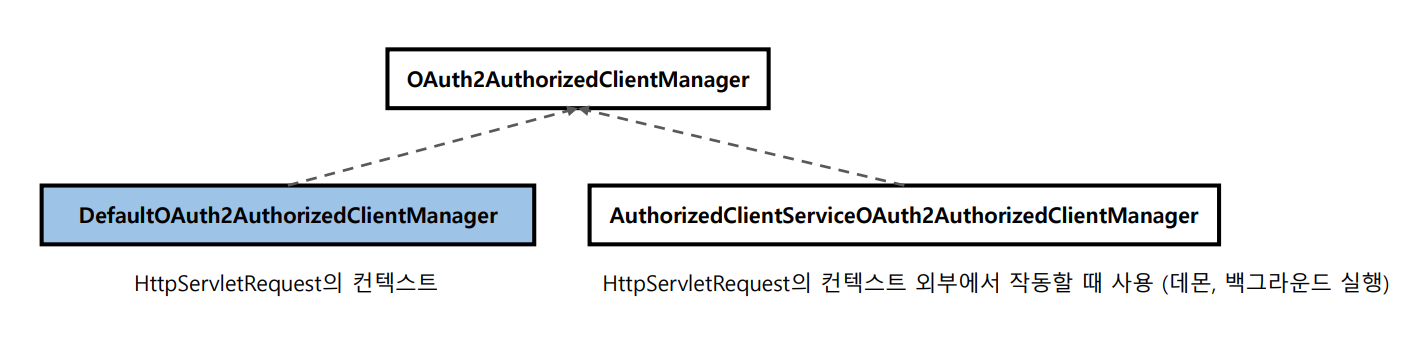 OAuth2AuthorizedClientManager
DefaultOAuth2AuthorizedClientManager
AuthorizedClientServiceOAuth2AuthorizedClientManager
HttpServletRequest의 컨텍스트
HttpServletRequest의 컨텍스트 외부에서 작동할 때 사용 (데몬, 백그라운드 실행)